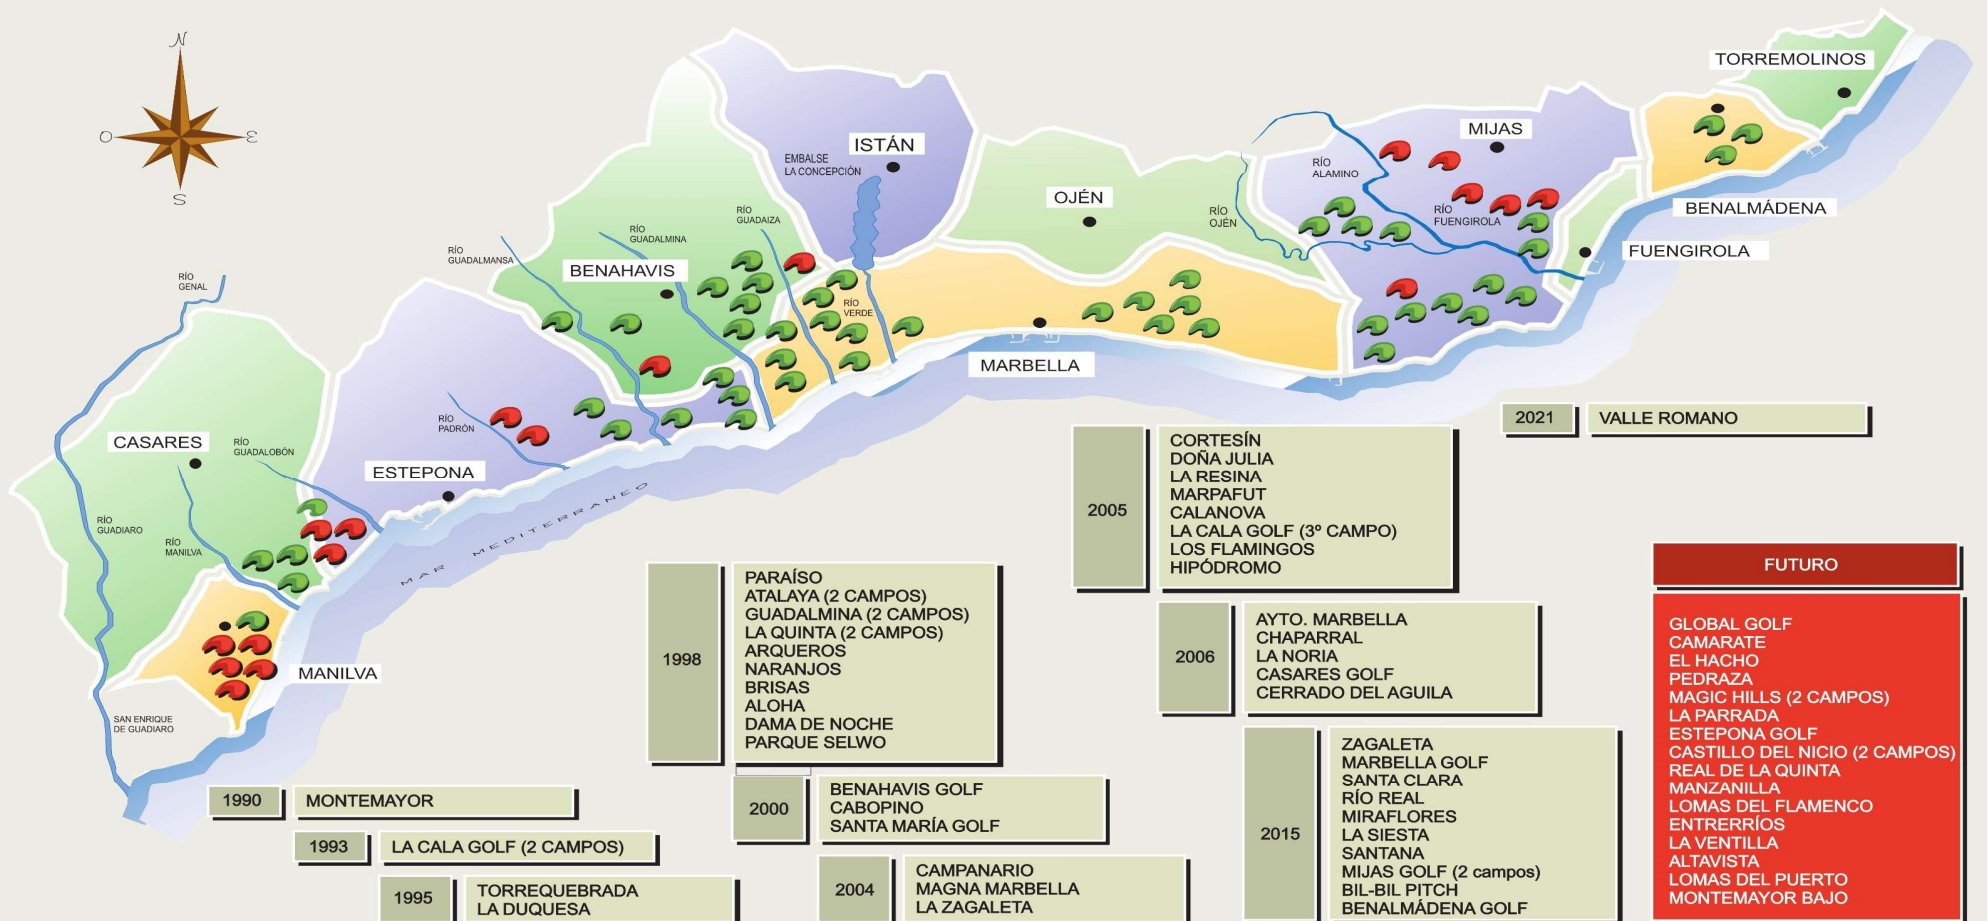 N
O
E
S
TORREMOLINOS
MIJAS
ISTÁN
EMBALSE
LA CONCEPCIÓN
RÍO
ALAMINO
OJÉN
BENALMÁDENA
RÍO
GUADAIZA
RÍO
OJÉN
RÍO
FUENGIROLA
RÍO
GUADALMINA
RÍO
GUADALMANSA
FUENGIROLA
BENAHAVIS
RÍO
GENAL
RÍO
VERDE
MARBELLA
RÍO
PADRÓN
CASARES
RÍO
GUADALOBÓN
ESTEPONA
RÍO
GUADIARO
RÍO
MANILVA
MAR MEDITERRANEO
MANILVA
SAN ENRIQUE
DE GUADIARO
1990
MONTEMAYOR
1993
LA CALA GOLF (2 CAMPOS)
1995
TORREQUEBRADA
LA DUQUESA
1998
PARAÍSO
ATALAYA (2 CAMPOS)
GUADALMINA (2 CAMPOS)
LA QUINTA (2 CAMPOS)
ARQUEROS
NARANJOS
BRISAS
ALOHA
DAMA DE NOCHE
PARQUE SELWO
2000
BENAHAVIS GOLF
CABOPINO
SANTA MARÍA GOLF
2004
CAMPANARIO
MAGNA MARBELLA
LA ZAGALETA
2005
CORTESÍN
DOÑA JULIA
LA RESINA
MARPAFUT
CALANOVA
LA CALA GOLF (3º CAMPO)
LOS FLAMINGOS
HIPÓDROMO
2006
AYTO. MARBELLA
CHAPARRAL
LA NORIA
CASARES GOLF
CERRADO DEL AGUILA
2015
ZAGALETA
MARBELLA GOLF
SANTA CLARA
RÍO REAL
MIRAFLORES
LA SIESTA
SANTANA
MIJAS GOLF (2 campos)
BIL-BIL PITCH
BENALMÁDENA GOLF
2021
VALLE ROMANO
FUTURO
GLOBAL GOLF
CAMARATE
EL HACHO
PEDRAZA
MAGIC HILLS (2 CAMPOS)
LA PARRADA
ESTEPONA GOLF
CASTILLO DEL NICIO (2 CAMPOS)
REAL DE LA QUINTA
MANZANILLA
LOMAS DEL FLAMENCO
ENTRERRÍOS
LA VENTILLA
ALTAVISTA
LOMAS DEL PUERTO
MONTEMAYOR BAJO